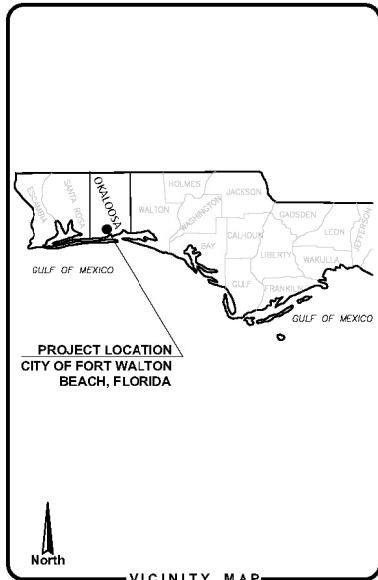 HOLMES
JACKSON
ESCAMBIA
SANTA ROSA
OKALOOSA
WALTON
WASHINGTON
GADSDEN
JEFFERSON
BAY
CALHOUN
LEON
LIBERTY
WAKULLA
GULF OF MEXICO
GULF
FRANKLIN
GULF OF MEXICO
PROJECT LOCATION
CITY OF FORT WALTON
BEACH, FLORIDA
North
VICINITY MAP